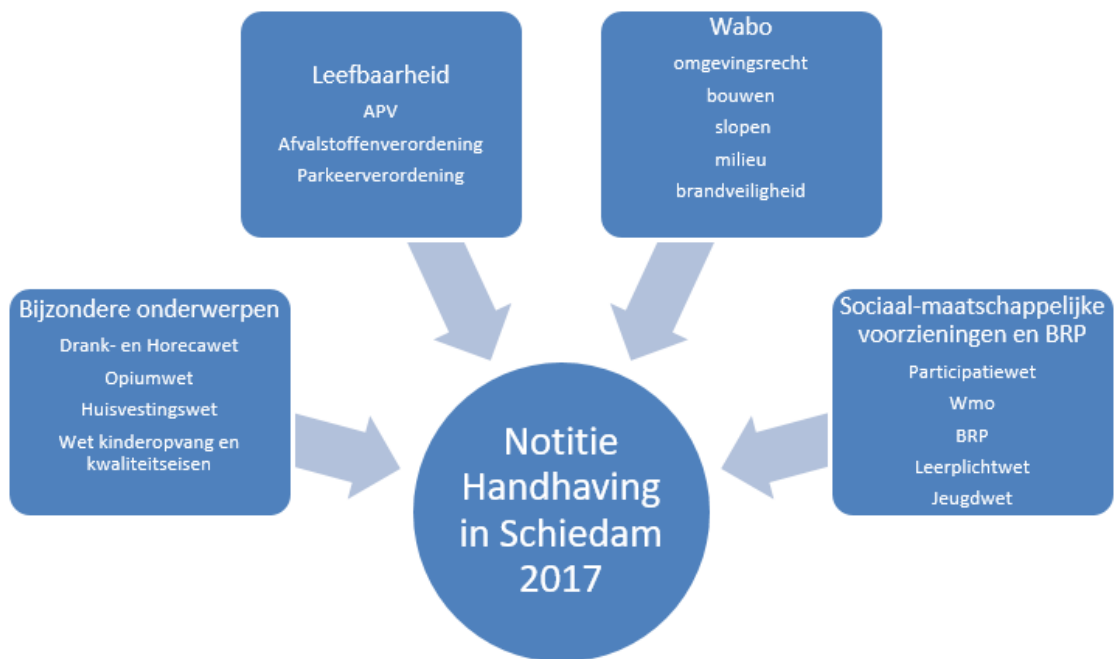 Leefbaarheid
APV
Afvalstoffenverordening
Parkeerverordening
Wabo
omgevingsrecht
bouwen
slopen
milieu
brandveiligheid
Bijzondere onderwerpen
Drank- en Horecawet
Opiumwet
Huisvestingswet
Wet kinderopvang en
kwaliteitseisen
Sociaal-maatschappelijke
voorzieningen en BRP
Participatiewet
Wmo
BRP
Leerplichtwet
Jeugdwet
Notitie
Handhaving
in Schiedam
2017